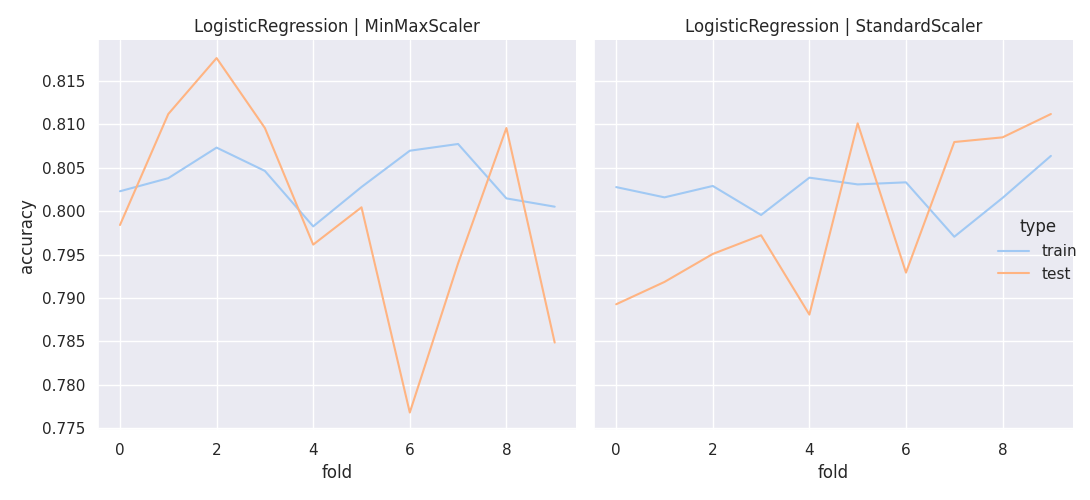 LogisticRegression | MinMaxScaler
LogisticRegression | StandardScaler
0.815
0.810
0.805
0.800
0.795
0.790
0.785
0.780
0.775
accuracy
type
train
test
0 2 4 6 8
0 2 4 6 8
fold
fold